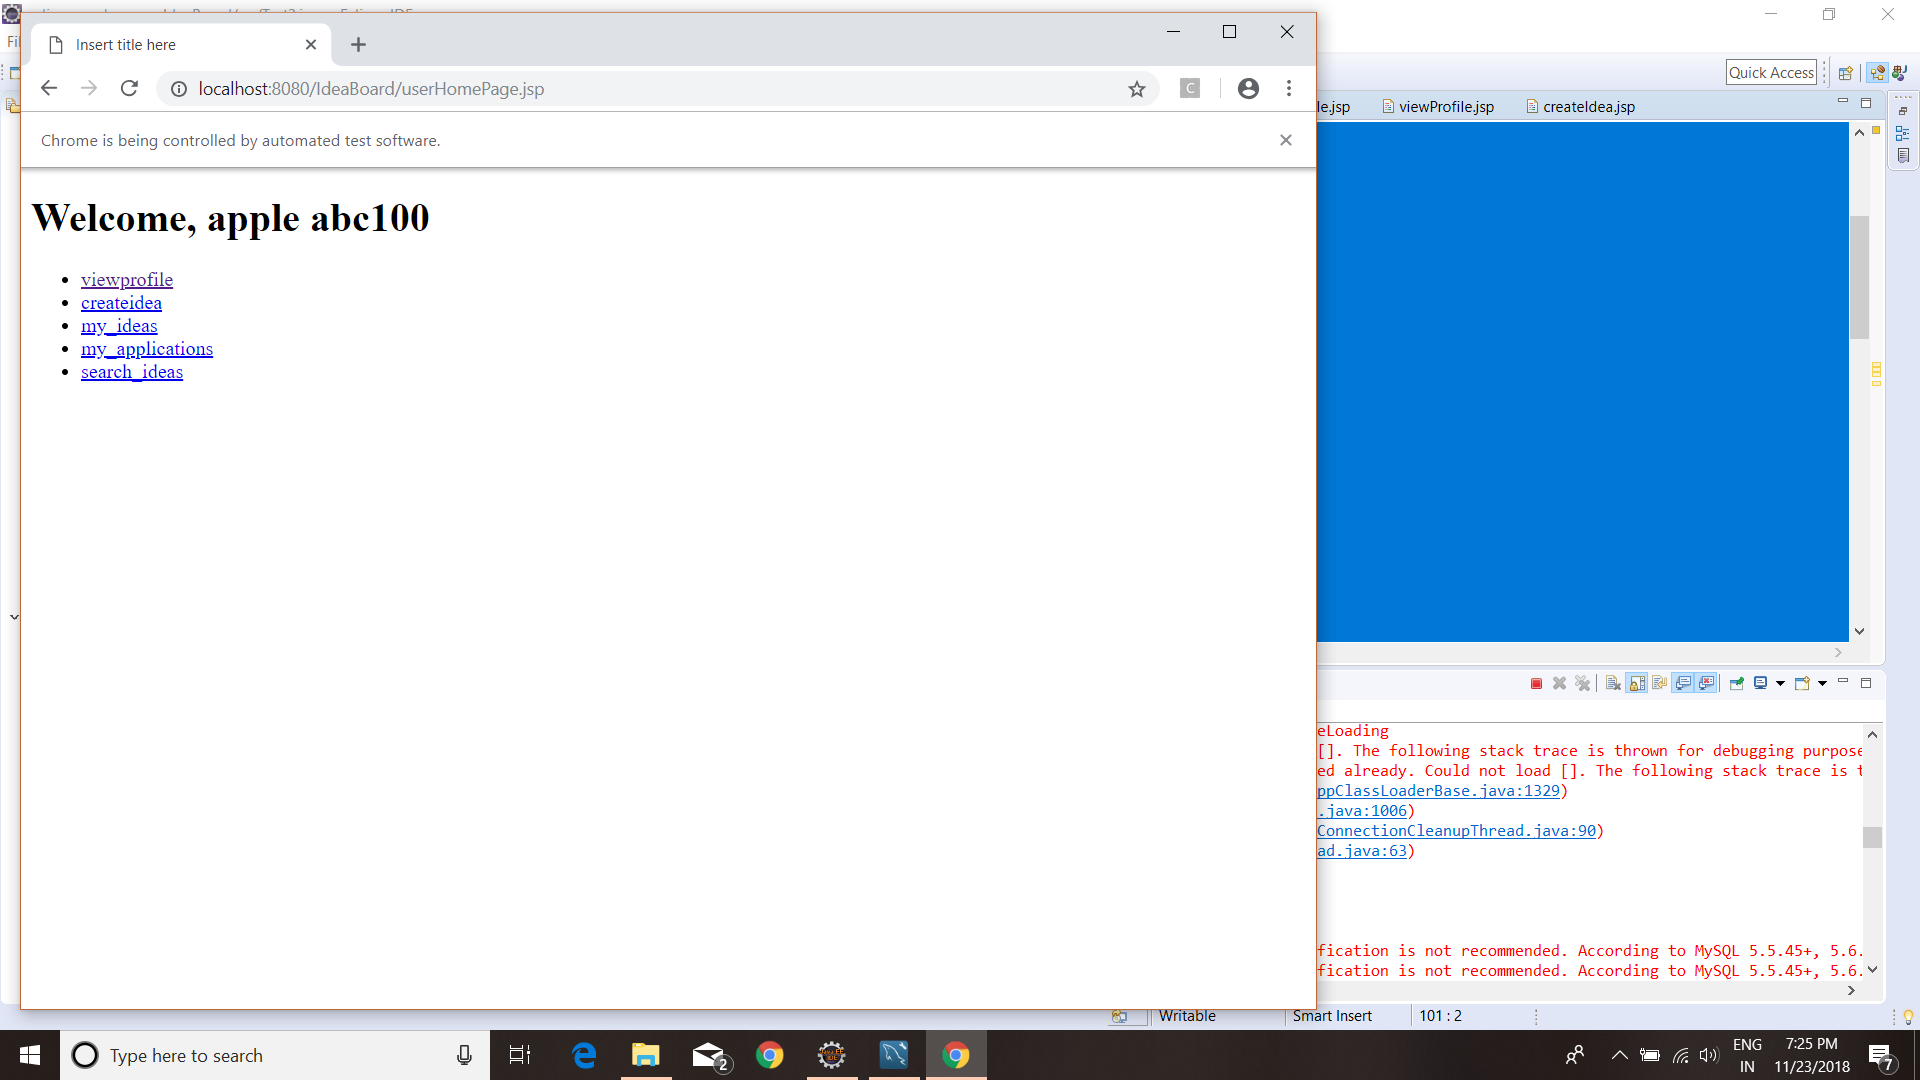 Insert title here
localhost:8080/IdeaBoard/userHomePage.jsp
C
Chrome is being controlled by automated test software.
Welcome, apple abc100
• viewprofile
• createidea
• my_ideas
• my_applications
• search_ideas
Quick Access
le.jsp
viewProfile.jsp
createIdea.jsp
eLoading
[]. The following stack trace is thrown for debugging purpose
ed already. Could not load []. The following stack trace is t
ppClassLoaderBase.java:1329)
.java:1006)
ConnectionCleanupThread.java:90)
ad.java:63)
fication is not recommended. According to MySQL 5.5.45+, 5.6.
fication is not recommended. According to MySQL 5.5.45+, 5.6.
Writable
Smart Insert
101 : 2
Type here to search
2
ENG
IN
7:25 PM
11/23/2018
7